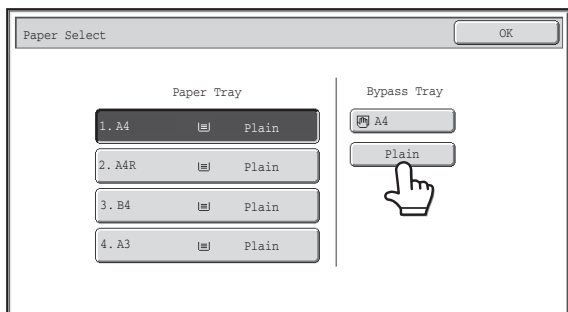 Paper Select
OK
Paper Tray
1. A4 Plain
2. A4R Plain
3. B4 Plain
4. A3 Plain
Bypass Tray
A4
Plain